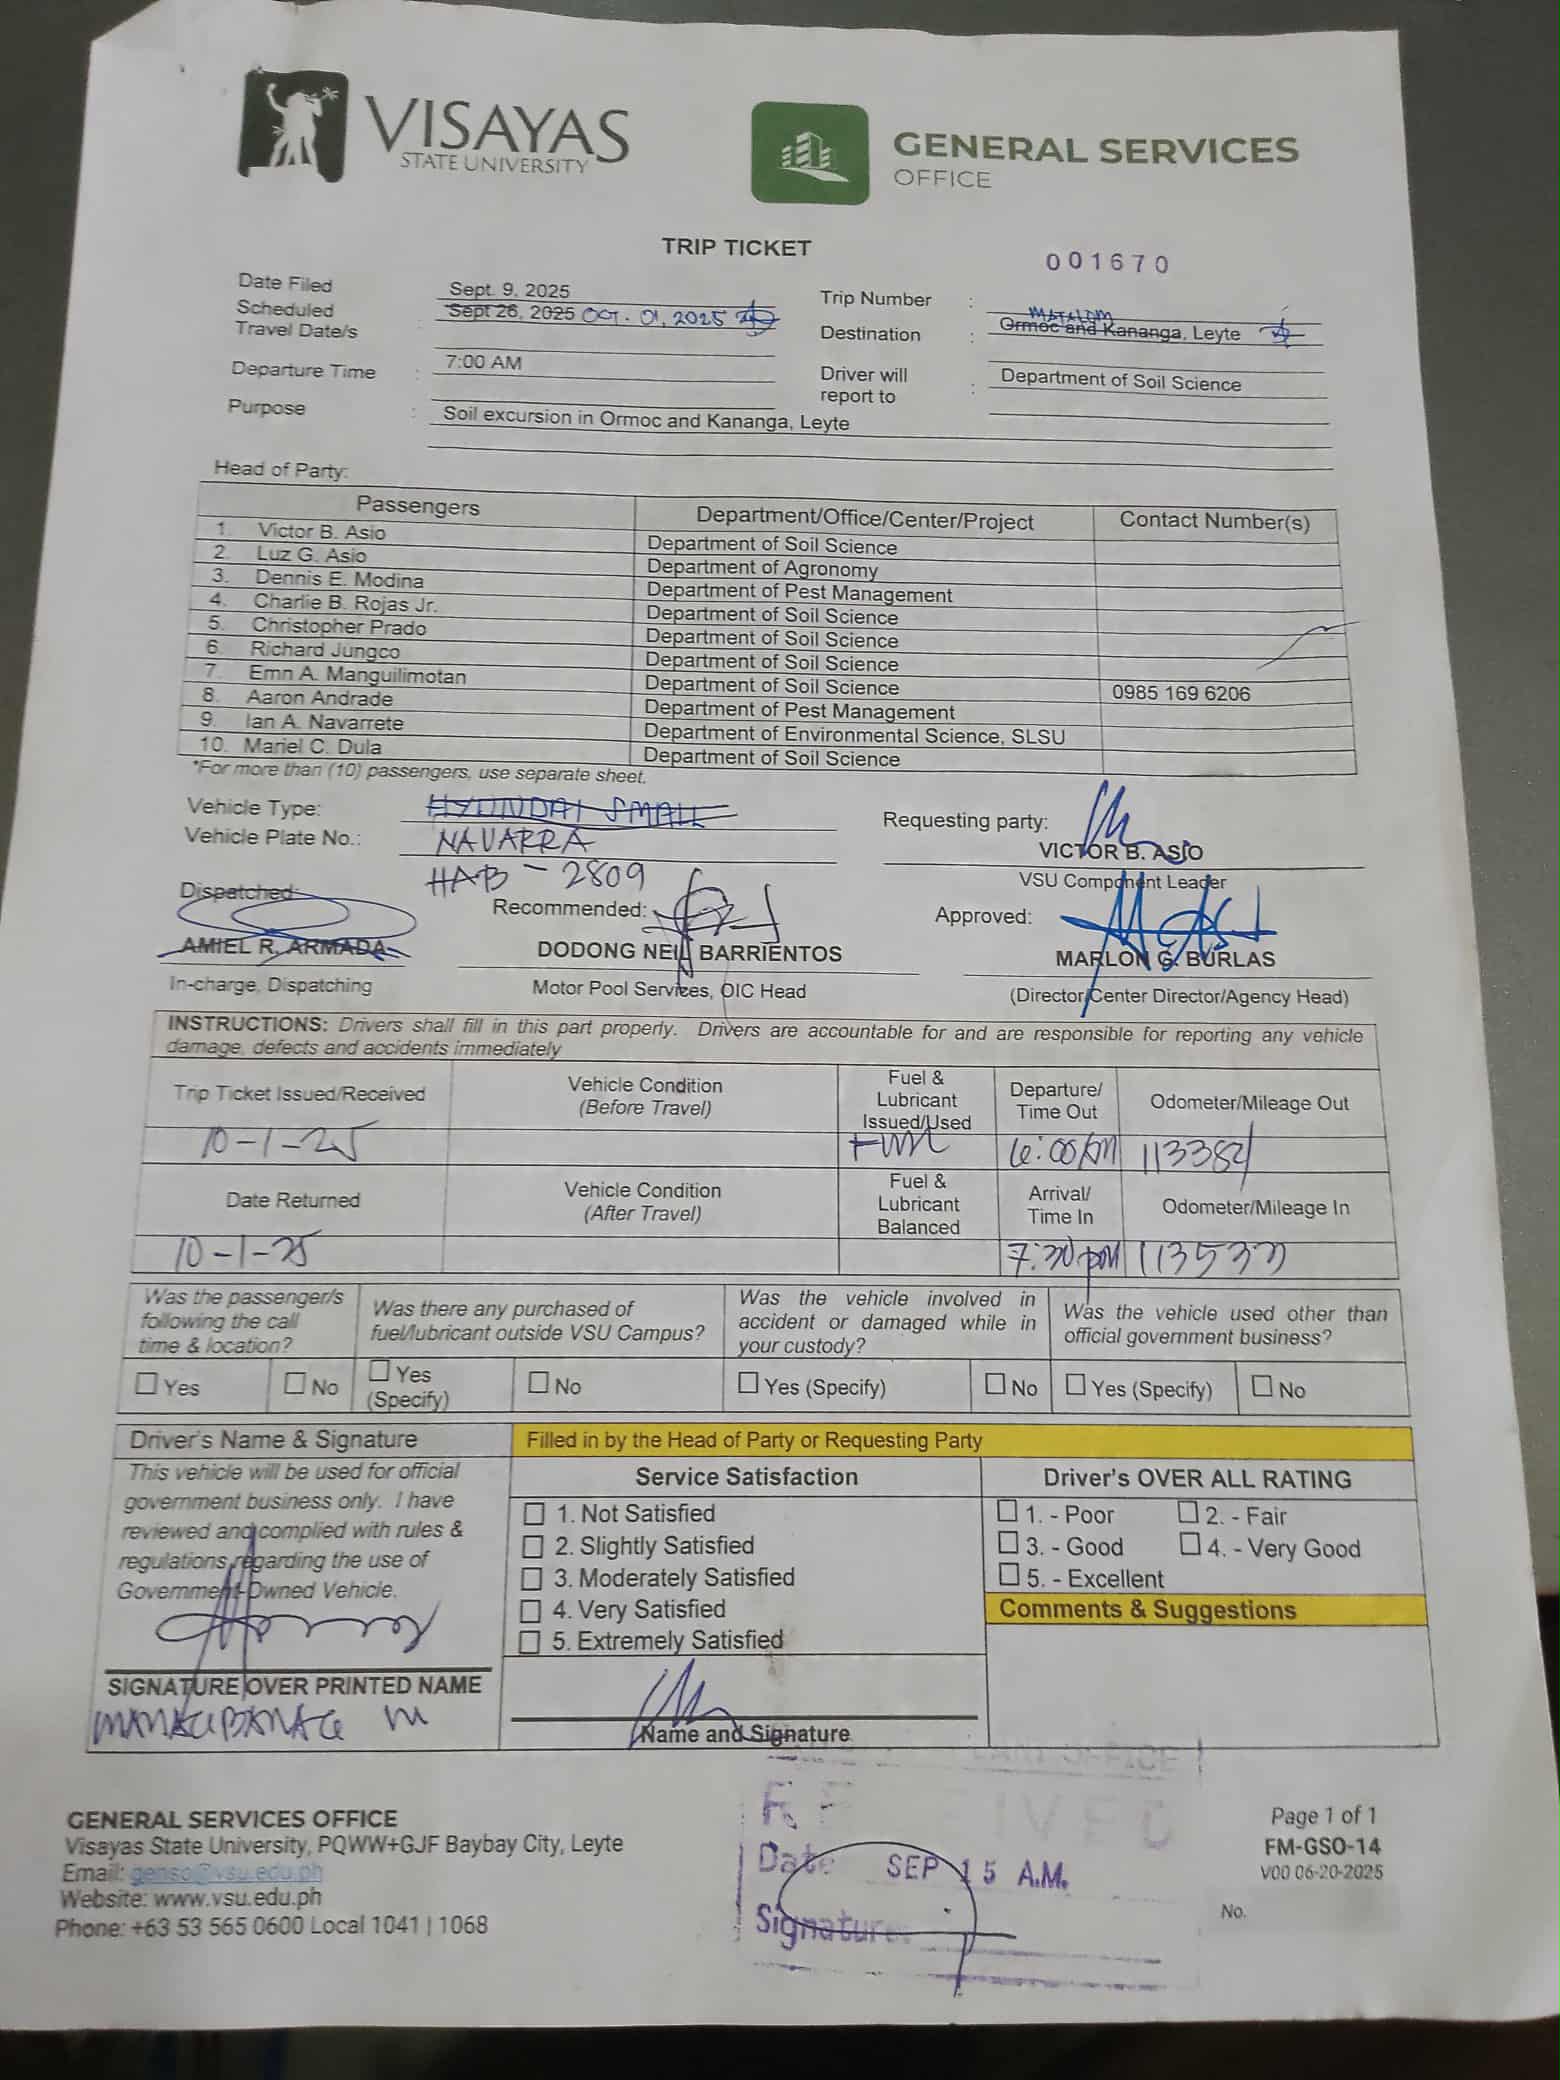 VISAYAS
STATE UNIVERSITY
GENERAL SERVICES
OFFICE
TRIP TICKET
001670
Date Filed Sept. 9, 2025
Trip Number :
Scheduled Travel Date/s : Sept 26, 2025 OCT. 01, 2025
MATALOM
Destination : Ormoc and Kananga, Leyte
Departure Time : 7:00 AM
Driver will report to : Department of Soil Science
Purpose : Soil excursion in Ormoc and Kananga, Leyte
Head of Party:
Passengers Department/Office/Center/Project Contact Number(s)
1. Victor B. Asio Department of Soil Science
2. Luz G. Asio Department of Agronomy
3. Dennis E. Modina Department of Pest Management
4. Charlie B. Rojas Jr. Department of Soil Science
5. Christopher Prado Department of Soil Science
6. Richard Jungco Department of Soil Science
7. Emn A. Manguilimotan Department of Soil Science 0985 169 6206
8. Aaron Andrade Department of Pest Management
9. Ian A. Navarrete Department of Environmental Science, SLSU
10. Mariel C. Dula Department of Soil Science
*For more than (10) passengers, use separate sheet.
Vehicle Type: HYUNDAI SMALL
Vehicle Plate No.: NAVARRA
HAB - 2809
Requesting party:
VICTOR B. ASIO
VSU Component Leader
Dispatched:
Recommended:
Approved:
AMIEL R. ARMADA
DODONG NEIL BARRIENTOS
MARLON G. BURLAS
In-charge, Dispatching
Motor Pool Services, OIC Head
(Director/Center Director/Agency Head)
INSTRUCTIONS: Drivers shall fill in this part properly. Drivers are accountable for and are responsible for reporting any vehicle
damage, defects and accidents immediately
Trip Ticket Issued/Received
Vehicle Condition
(Before Travel)
Fuel &
Lubricant
Issued/Used
Departure/
Time Out
Odometer/Mileage Out
10-1-25
Date Returned
Vehicle Condition
(After Travel)
Fuel &
Lubricant
Balanced
Arrival/
Time In
Odometer/Mileage In
10-1-25
Was the passenger/s
following the call
time & location?
Was there any purchased of
fuel/lubricant outside VSU Campus?
Was the vehicle involved in
accident or damaged while in
your custody?
Was the vehicle used other than
official government business?
Yes No Yes
(Specify) No Yes (Specify) No Yes (Specify) No
Driver's Name & Signature
Filled in by the Head of Party or Requesting Party
This vehicle will be used for official
government business only. I have
reviewed and complied with rules &
regulations regarding the use of
Government-Owned Vehicle.
SIGNATURE OVER PRINTED NAME
Service Satisfaction
1. Not Satisfied
2. Slightly Satisfied
3. Moderately Satisfied
4. Very Satisfied
5. Extremely Satisfied
Name and Signature
Driver's OVER ALL RATING
1. - Poor 2. - Fair
3. - Good 4. - Very Good
5. - Excellent
Comments & Suggestions
Date SEP 15 A.M.
Signature:
GENERAL SERVICES OFFICE
Visayas State University, PQWW+GJF Baybay City, Leyte
Email: genso@vsu.edu.ph
Website: www.vsu.edu.ph
Phone: +63 53 565 0600 Local 1041 | 1068
Page 1 of 1
FM-GSO-14
V00 06-20-2025
No.